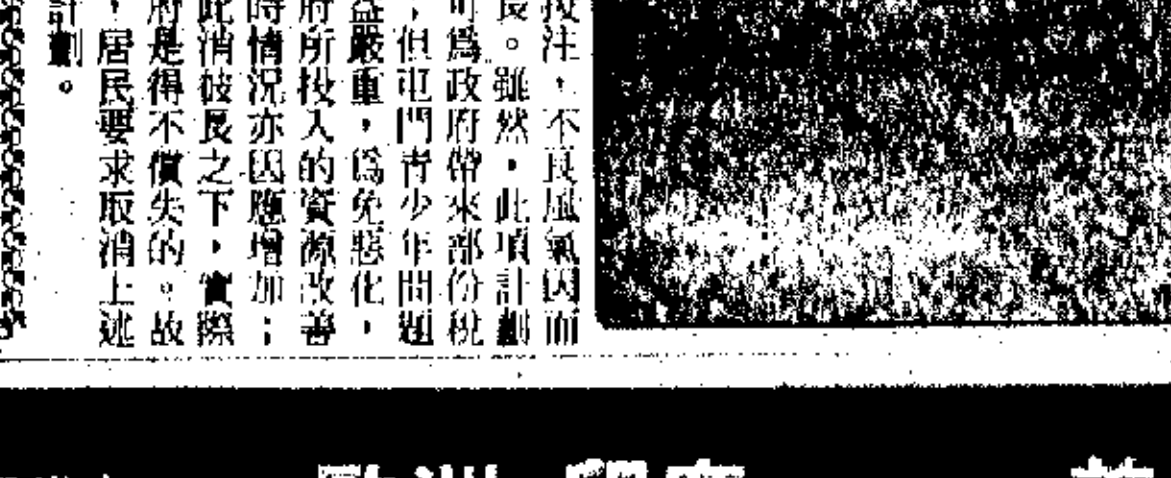 投注，不良風氣因而
長。雖然，此項計劃
可爲政府帶來部份稅
，但屯門青少年問題
益嚴重，爲免惡化，
府所投入的資源改善
時情況亦因應增加；
此消彼長之下，實際
府是得不償失的。故
，居民要求取消上述
計劃。